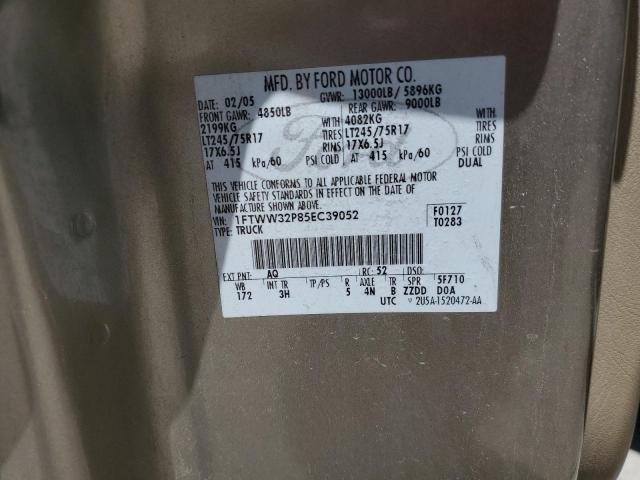 MFD. BY FORD MOTOR CO.
DATE 02/05 GVWR: 13000LB/ 5896KG
FRONT GAWR: 4850LB REAR GAWR: 9000LB
2199KG 4082KG
LT245/75R17 TIRES LT245/75R17 TIRES
17X6.5J RIMS 17X6.5J RIMS
AT 415 kPa/60 PSI COLD AT 415 kPa/60 PSI COLD
DUAL
Ford
THIS VEHICLE CONFORMS TO ALL APPLICABLE FEDERAL MOTOR
VEHICLE SAFETY STANDARDS IN EFFECT ON THE DATE OF
MANUFACTURE SHOWN ABOVE.
VIN: 1FTWW32P85EC39052 F0127
TYPE: TRUCK T0283
EXT PNT: AQ RC: 52 DSO:
WB INT TR TP/PS R AXLE TR SPR 5F710
172 3H 5 4N B ZZDD DOA
UTC 2U5A-1520472-AA